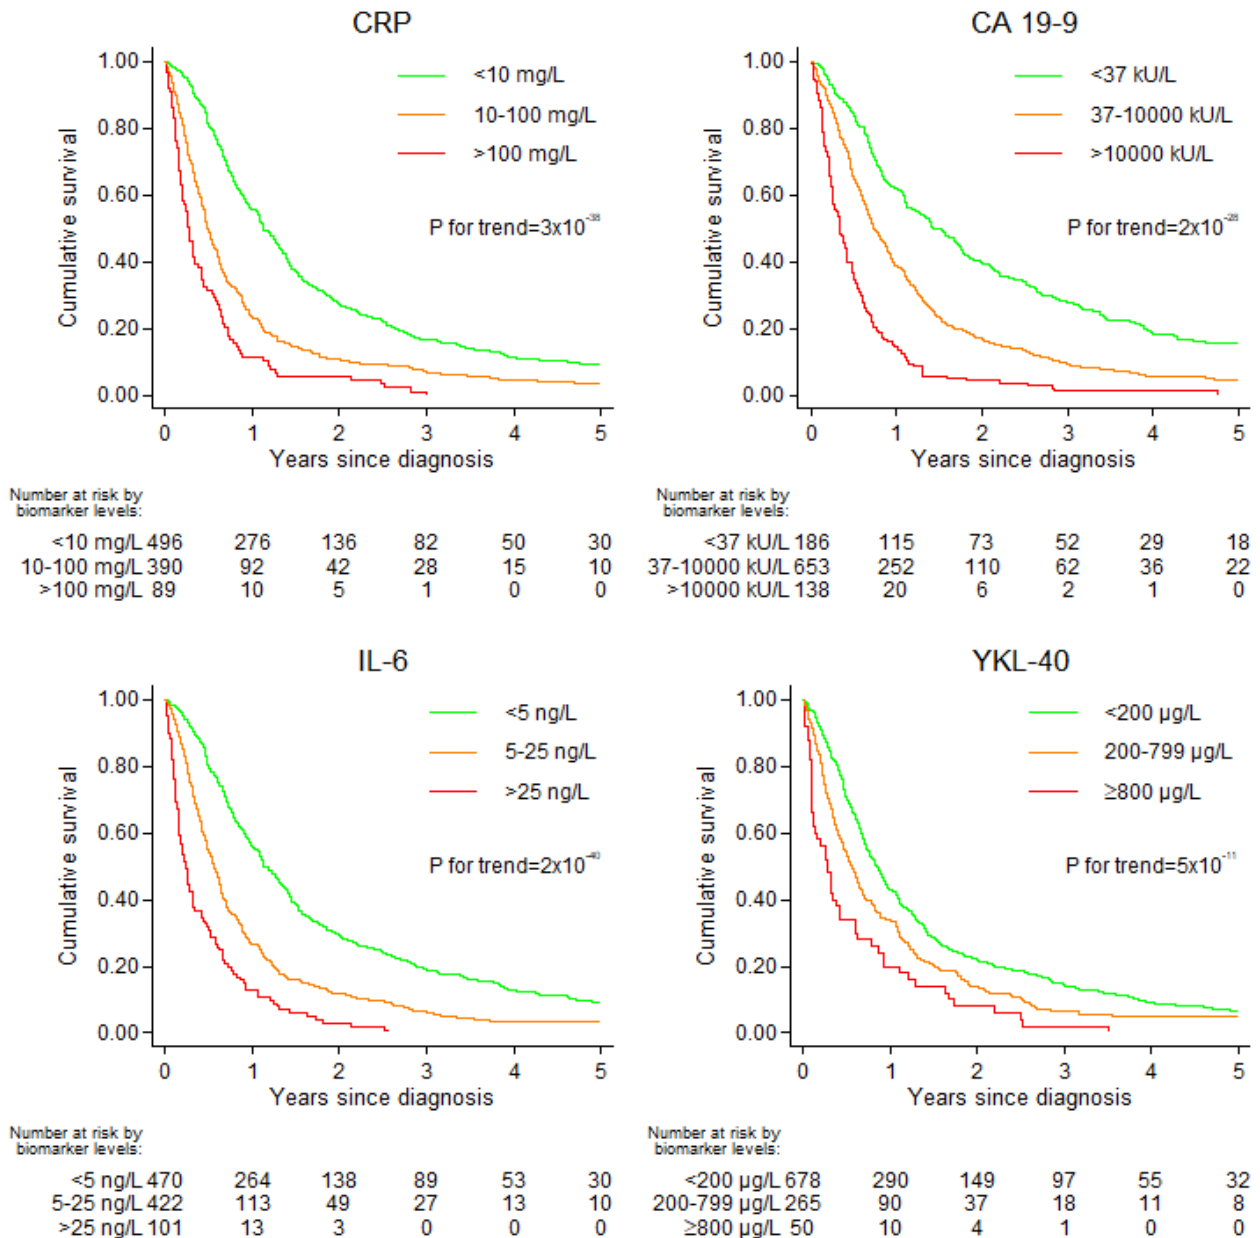 CRP
1.00
0.80
0.60
0.40
0.20
0.00
Cumulative survival
<10 mg/L
10-100 mg/L
>100 mg/L
P for trend=3x10⁻³⁸
0 1 2 3 4 5
Years since diagnosis
Number at risk by
biomarker levels:
<10 mg/L 496 276 136 82 50 30
10-100 mg/L 390 92 42 28 15 10
>100 mg/L 89 10 5 1 0 0
CA 19-9
1.00
0.80
0.60
0.40
0.20
0.00
Cumulative survival
<37 kU/L
37-10000 kU/L
>10000 kU/L
P for trend=2x10⁻²⁸
0 1 2 3 4 5
Years since diagnosis
Number at risk by
biomarker levels:
<37 kU/L 186 115 73 52 29 18
37-10000 kU/L 653 252 110 62 36 22
>10000 kU/L 138 20 6 2 1 0
IL-6
1.00
0.80
0.60
0.40
0.20
0.00
Cumulative survival
<5 ng/L
5-25 ng/L
>25 ng/L
P for trend=2x10⁻⁴⁰
0 1 2 3 4 5
Years since diagnosis
Number at risk by
biomarker levels:
<5 ng/L 470 264 138 89 53 30
5-25 ng/L 422 113 49 27 13 10
>25 ng/L 101 13 3 0 0 0
YKL-40
1.00
0.80
0.60
0.40
0.20
0.00
Cumulative survival
<200 µg/L
200-799 µg/L
≥800 µg/L
P for trend=5x10⁻¹¹
0 1 2 3 4 5
Years since diagnosis
Number at risk by
biomarker levels:
<200 µg/L 678 290 149 97 55 32
200-799 µg/L 265 90 37 18 11 8
≥800 µg/L 50 10 4 1 0 0